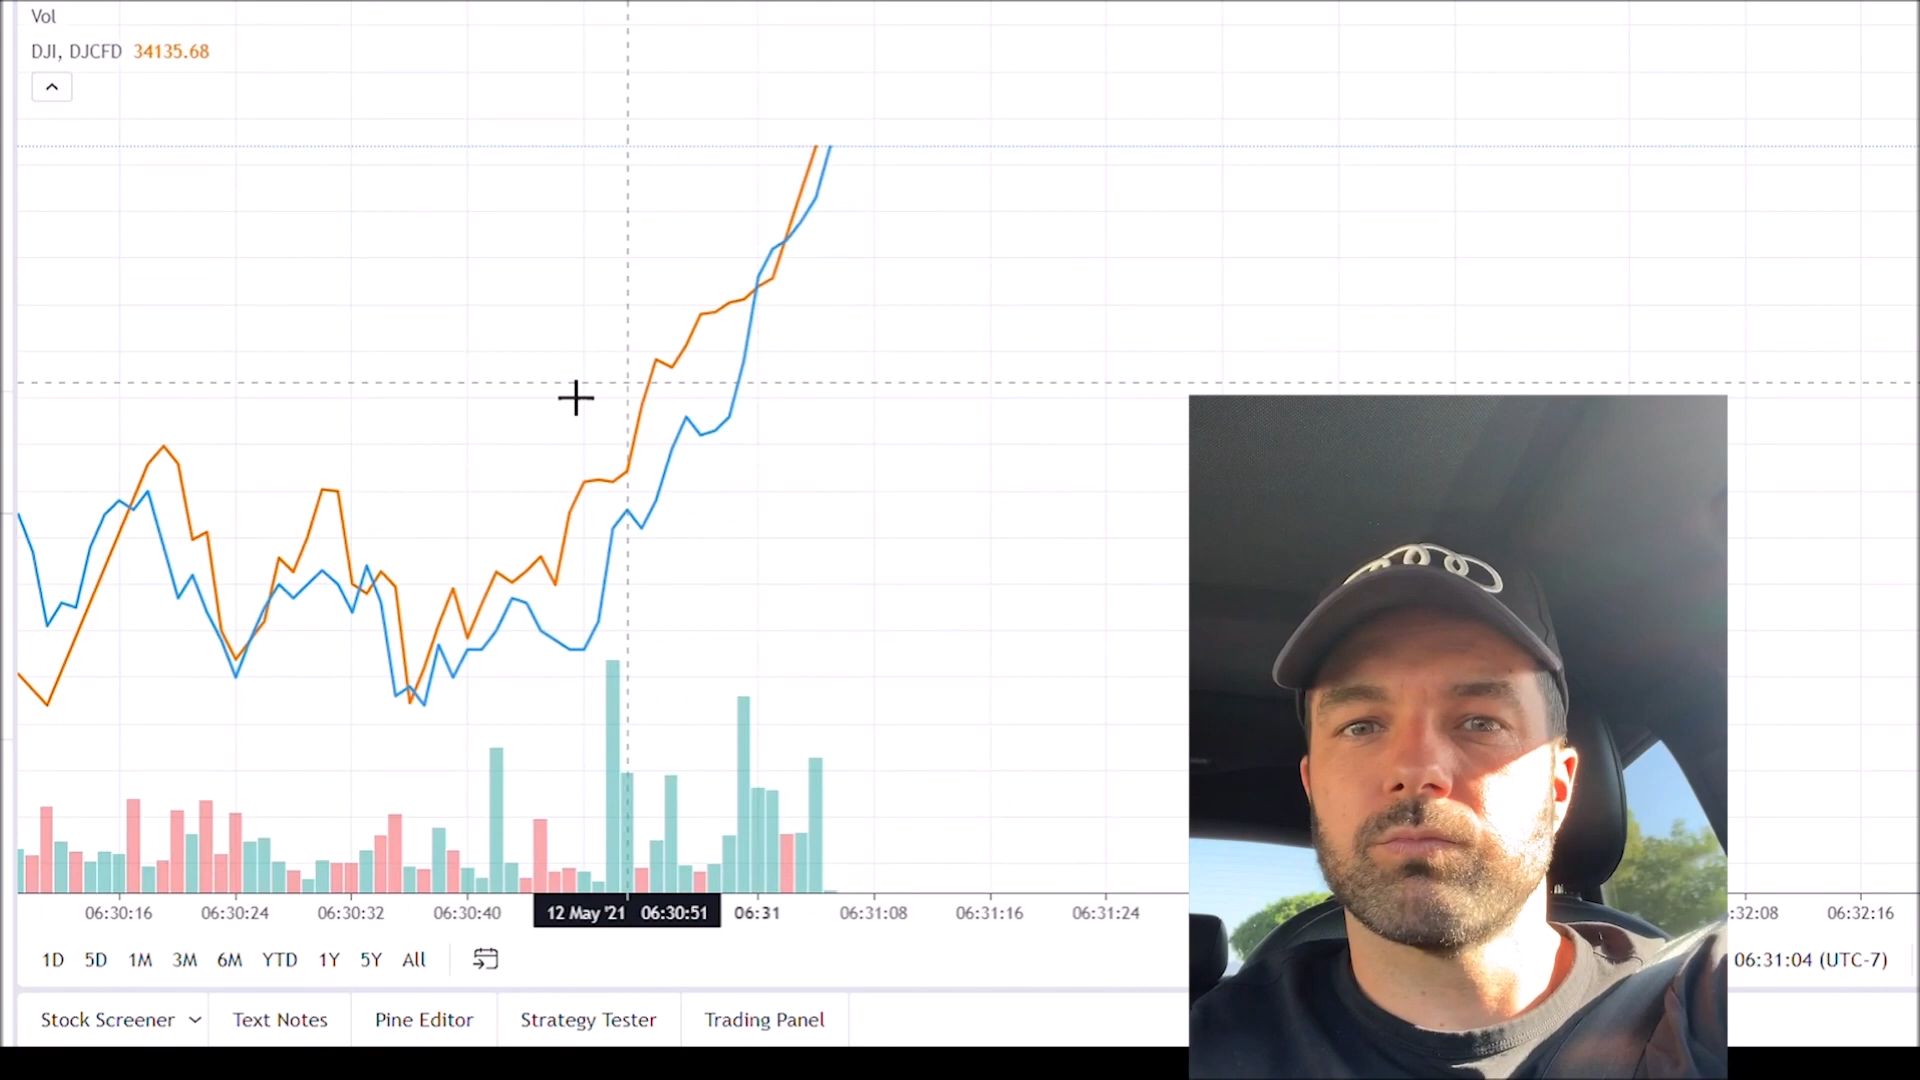 Vol
DJI, DJCFD 34135.68
06:30:16 06:30:24 06:30:32 06:30:40 12 May '21 06:30:51 06:31 06:31:08 06:31:16 06:31:24 :32:08 06:32:16
1D 5D 1M 3M 6M YTD 1Y 5Y All 06:31:04 (UTC-7)
Stock Screener Text Notes Pine Editor Strategy Tester Trading Panel